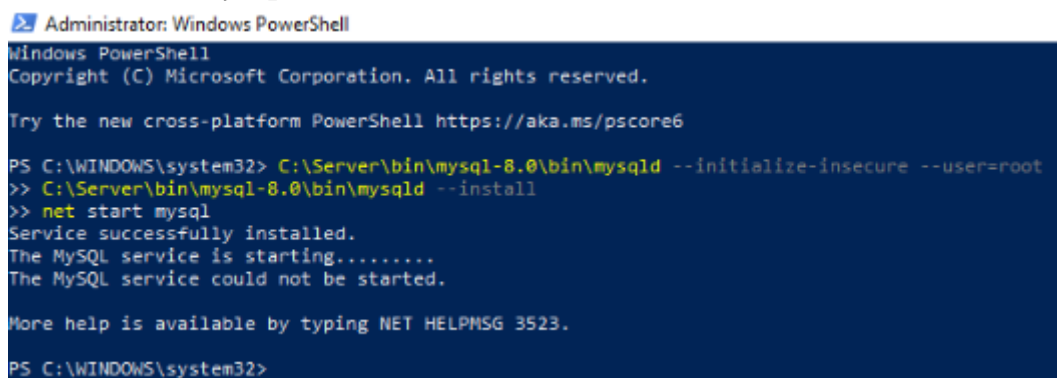 Administrator: Windows PowerShell
Windows PowerShell
Copyright (C) Microsoft Corporation. All rights reserved.
Try the new cross-platform PowerShell https://aka.ms/pscore6
PS C:\WINDOWS\system32> C:\Server\bin\mysql-8.0\bin\mysqld --initialize-insecure --user=root
>> C:\Server\bin\mysql-8.0\bin\mysqld --install
>> net start mysql
Service successfully installed.
The MySQL service is starting.........
The MySQL service could not be started.
More help is available by typing NET HELPMSG 3523.
PS C:\WINDOWS\system32>